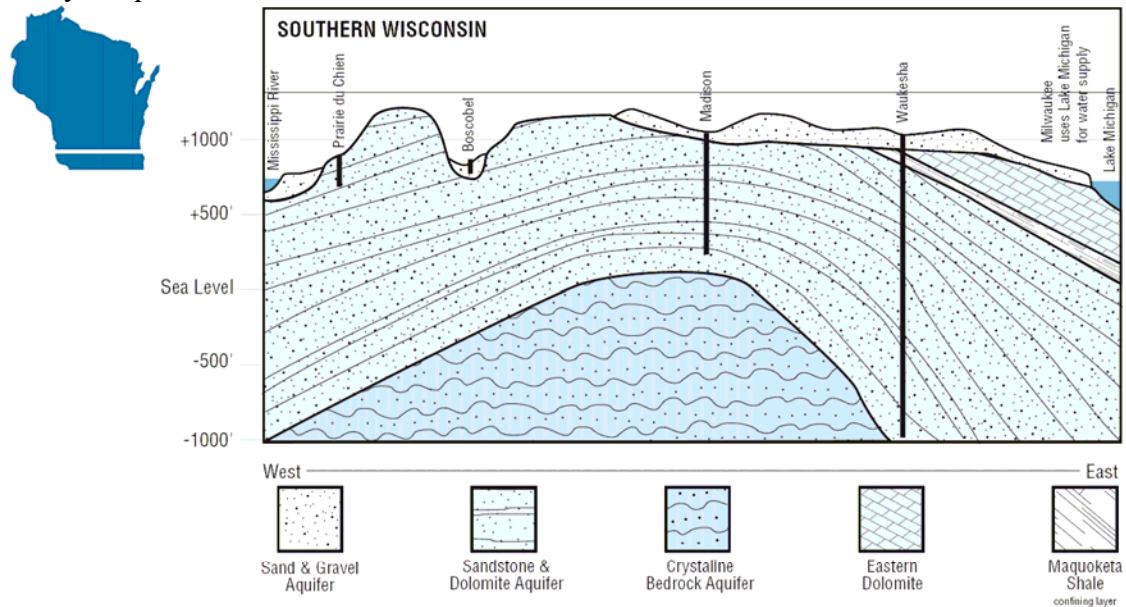 SOUTHERN WISCONSIN
Mississippi River
Prairie du Chien
Boscobel
Madison
Waukesha
Milwaukee
uses Lake Michigan
for water supply
Lake Michigan
+1000'
+500'
Sea Level
-500'
-1000'
West
East
Sand & Gravel
Aquifer
Sandstone &
Dolomite Aquifer
Crystalline
Bedrock Aquifer
Eastern
Dolomite
Maquoketa
Shale
confining layer